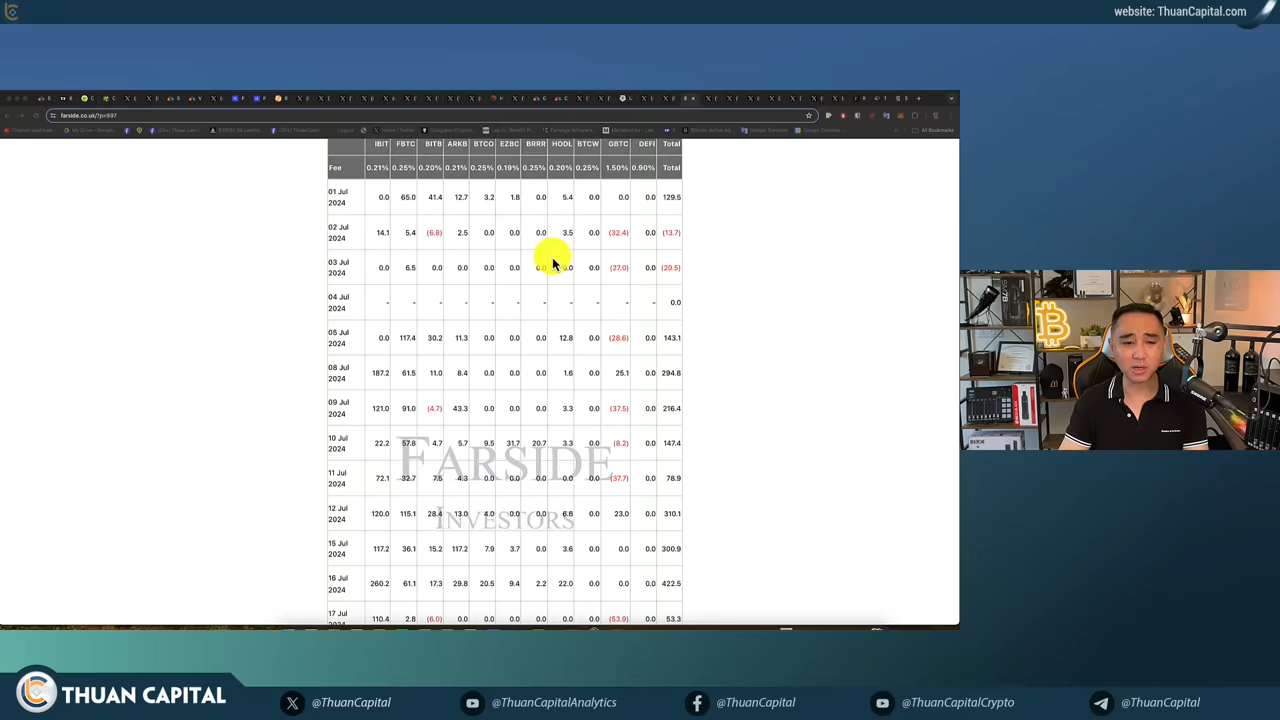 website: ThuanCapital.com
farside.co.uk/?p=997
All Bookmarks
IBIT FBTC BITB ARKB BTCO EZBC BRRR HODL BTCW GBTC DEFI Total
Fee 0.21% 0.25% 0.20% 0.21% 0.25% 0.19% 0.25% 0.20% 0.25% 1.50% 0.90% Total
01 Jul 2024 0.0 65.0 41.4 12.7 3.2 1.8 0.0 5.4 0.0 0.0 0.0 129.5
02 Jul 2024 14.1 5.4 (6.8) 2.5 0.0 0.0 0.0 3.5 0.0 (32.4) 0.0 (13.7)
03 Jul 2024 0.0 6.5 0.0 0.0 0.0 0.0 0.0 0.0 0.0 (27.0) 0.0 (20.5)
04 Jul 2024 - - - - - - - - - - - 0.0
05 Jul 2024 0.0 117.4 30.2 11.3 0.0 0.0 0.0 12.8 0.0 (28.6) 0.0 143.1
08 Jul 2024 187.2 61.5 11.0 8.4 0.0 0.0 0.0 1.6 0.0 25.1 0.0 294.8
09 Jul 2024 121.0 91.0 (4.7) 43.3 0.0 0.0 0.0 3.3 0.0 (37.5) 0.0 216.4
10 Jul 2024 22.2 57.8 4.7 5.7 9.5 31.7 20.7 3.3 0.0 (8.2) 0.0 147.4
11 Jul 2024 72.1 32.7 7.5 4.3 0.0 0.0 0.0 0.0 0.0 (37.7) 0.0 78.9
12 Jul 2024 120.0 115.1 28.4 13.0 4.0 0.0 0.0 6.6 0.0 23.0 0.0 310.1
15 Jul 2024 117.2 36.1 15.2 117.2 7.9 3.7 0.0 3.6 0.0 0.0 0.0 300.9
16 Jul 2024 260.2 61.1 17.3 29.8 20.5 9.4 2.2 22.0 0.0 0.0 0.0 422.5
17 Jul 110.4 2.8 (6.0) 0.0 0.0 0.0 0.0 0.0 0.0 (53.9) 0.0 53.3
FARSIDE
INVESTORS
THUAN CAPITAL
@ThuanCapital
@ThuanCapitalAnalytics
@ThuanCapital
@ThuanCapitalCrypto
@ThuanCapital